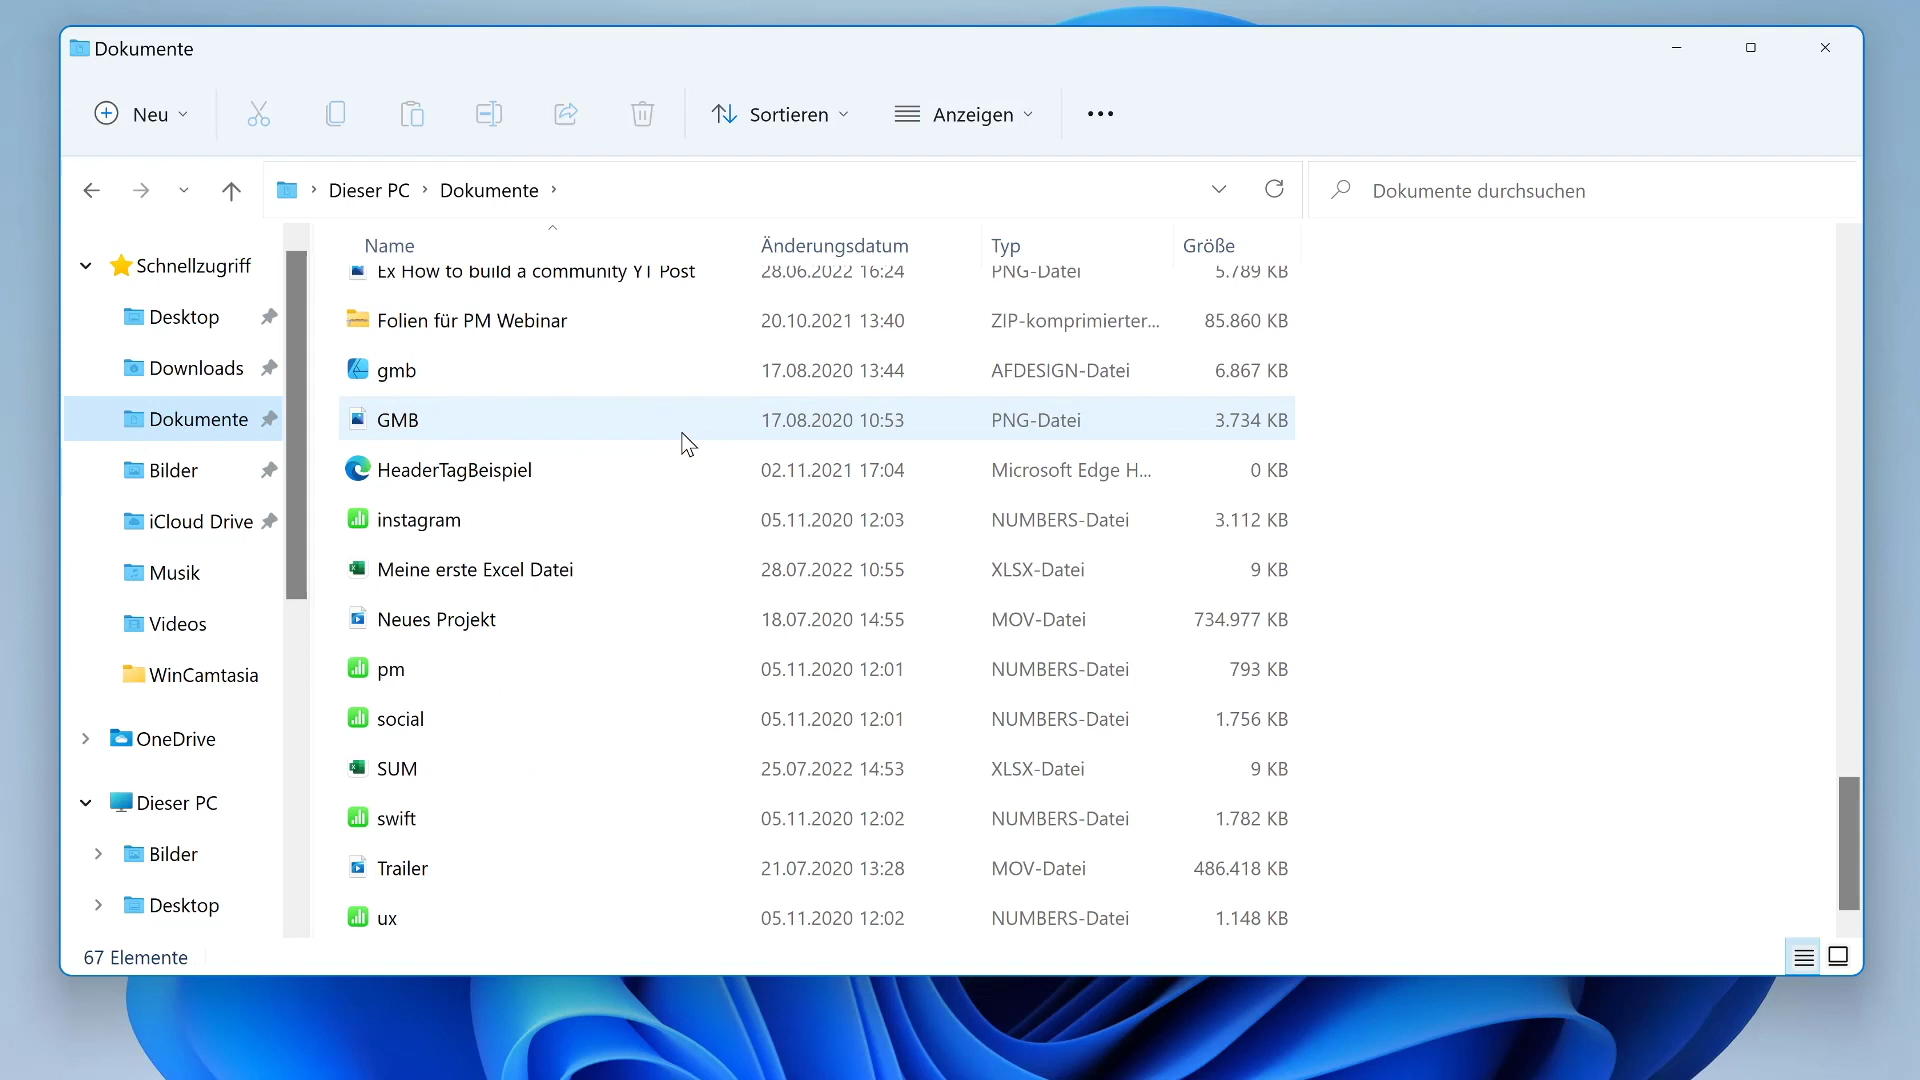 Dokumente
Neu
Sortieren
Anzeigen
Dieser PC
Dokumente
Dokumente durchsuchen
Name Änderungsdatum Typ Größe
Ex How to build a community YT Post 28.06.2022 16:24 PNG-Datei 5.789 KB
Folien für PM Webinar 20.10.2021 13:40 ZIP-komprimierter... 85.860 KB
gmb 17.08.2020 13:44 AFDESIGN-Datei 6.867 KB
GMB 17.08.2020 10:53 PNG-Datei 3.734 KB
HeaderTagBeispiel 02.11.2021 17:04 Microsoft Edge H... 0 KB
instagram 05.11.2020 12:03 NUMBERS-Datei 3.112 KB
Meine erste Excel Datei 28.07.2022 10:55 XLSX-Datei 9 KB
Neues Projekt 18.07.2020 14:55 MOV-Datei 734.977 KB
pm 05.11.2020 12:01 NUMBERS-Datei 793 KB
social 05.11.2020 12:01 NUMBERS-Datei 1.756 KB
SUM 25.07.2022 14:53 XLSX-Datei 9 KB
swift 05.11.2020 12:02 NUMBERS-Datei 1.782 KB
Trailer 21.07.2020 13:28 MOV-Datei 486.418 KB
ux 05.11.2020 12:02 NUMBERS-Datei 1.148 KB
Schnellzugriff
Desktop
Downloads
Dokumente
Bilder
iCloud Drive
Musik
Videos
WinCamtasia
OneDrive
Dieser PC
Bilder
Desktop
67 Elemente